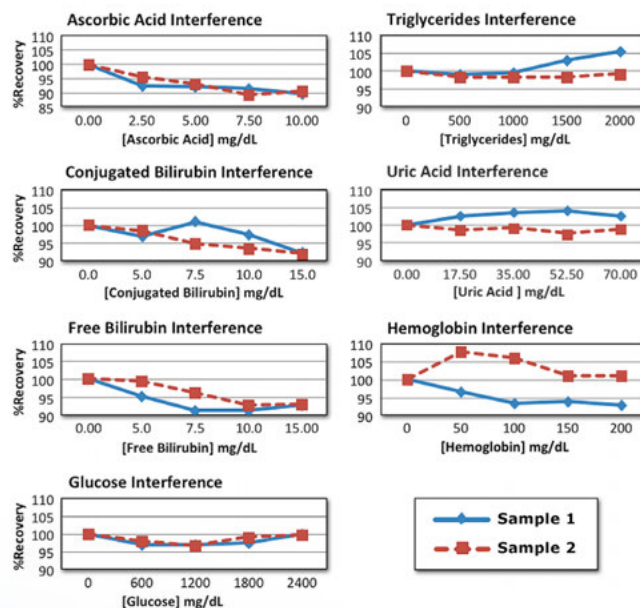 Ascorbic Acid Interference
%Recovery
110
105
100
95
90
85
0.00 2.50 5.00 7.50 10.00
[Ascorbic Acid] mg/dL
Triglycerides Interference
110
105
100
95
90
0 500 1000 1500 2000
[Triglycerides] mg/dL
Conjugated Bilirubin Interference
%Recovery
110
105
100
95
90
0.0 5.0 7.5 10.0 15.0
[Conjugated Bilirubin] mg/dL
Uric Acid Interference
110
105
100
95
90
0.00 17.50 35.00 52.50 70.00
[Uric Acid ] mg/dL
Free Bilirubin Interference
%Recovery
110
105
100
95
90
0.00 5.0 7.5 10.0 15.00
[Free Bilirubin] mg/dL
Hemoglobin Interference
110
105
100
95
90
0 50 100 150 200
[Hemoglobin] mg/dL
Glucose Interference
%Recovery
110
105
100
95
90
0 600 1200 1800 2400
[Glucose] mg/dL
Sample 1
Sample 2